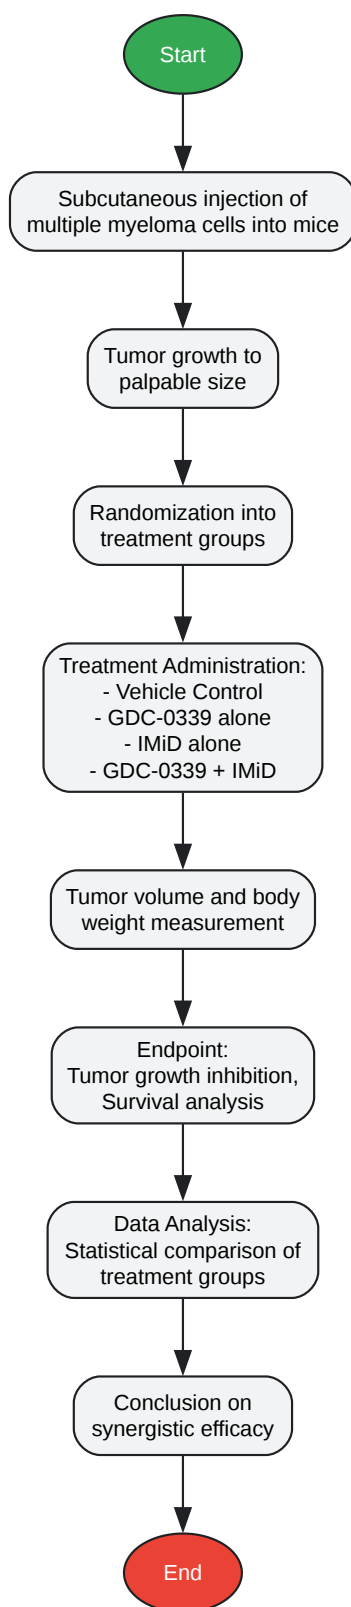 Start
Subcutaneous injection of
multiple myeloma cells into mice
Tumor growth to
palpable size
Randomization into
treatment groups
Treatment Administration:
- Vehicle Control
- GDC-0339 alone
- IMiD alone
- GDC-0339 + IMiD
Tumor volume and body
weight measurement
Endpoint:
Tumor growth inhibition,
Survival analysis
Data Analysis:
Statistical comparison of
treatment groups
Conclusion on
synergistic efficacy
End